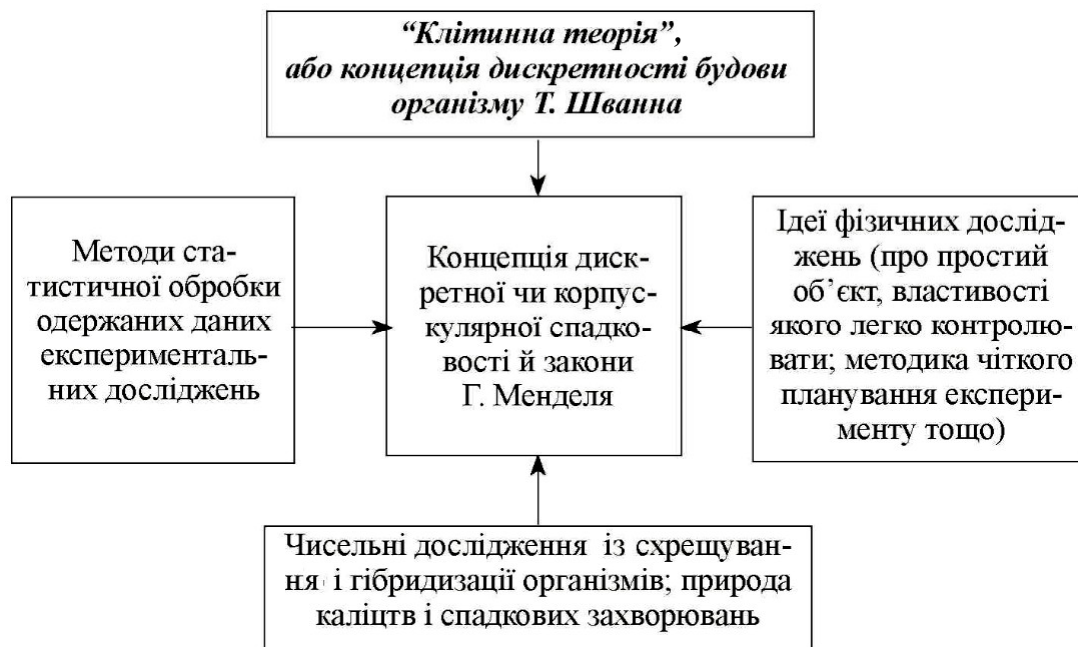 “Клітинна теорія”,
або концепція дискретності будови
організму Т. Шванна
Методи ста-
тистичної обробки
одержаних даних
експерименталь-
них досліджень
Концепція диск-
ретної чи корпус-
кулярної спадко-
вості й закони
Г. Менделя
Ідеї фізичних дослід-
жень (про простий
об’єкт, властивості
якого легко контролю-
вати; методика чіткого
планування експери-
менту тощо)
Чисельні дослідження із схрещуван-
ня і гібридизації організмів; природа
каліцтв і спадкових захворювань